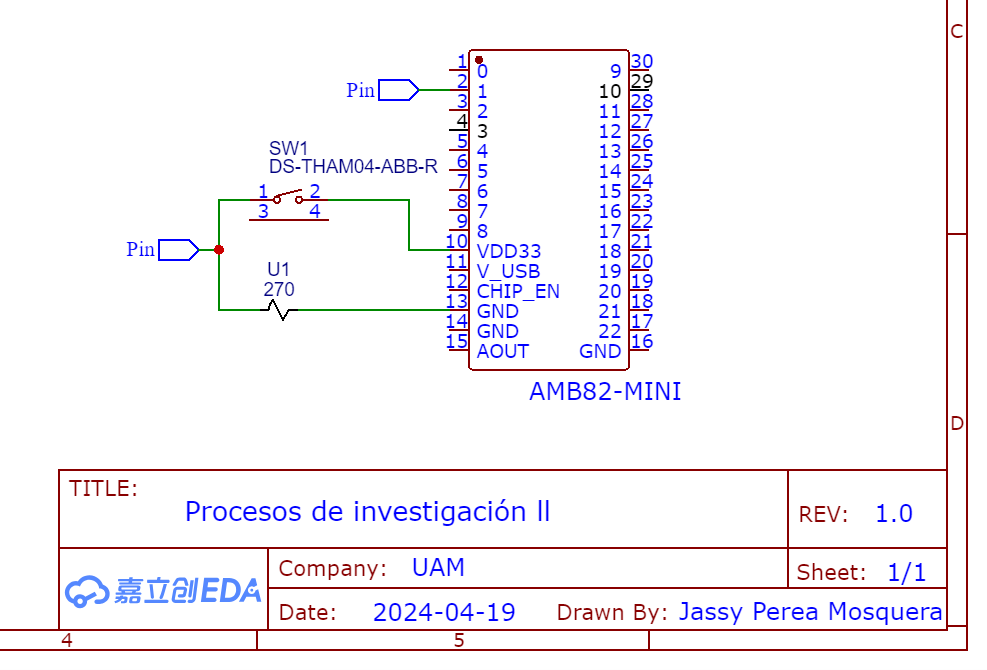 C
1
0
30
9
Pin
2
1
29
10
3
2
28
11
4
3
27
12
SW1
5
4
26
13
DS-THAM04-ABB-R
6
5
25
14
1 2
7
6
24
15
3 4
8
7
23
16
9
8
22
17
Pin
10
VDD33
21
18
U1
11
V_USB
20
19
270
12
CHIP_EN
19
20
13
GND
18
21
14
GND
17
22
15
AOUT
16
GND
AMB82-MINI
D
TITLE:
Procesos de investigación ll
REV: 1.0
嘉立创EDA
Company: UAM
Sheet: 1/1
Date: 2024-04-19
Drawn By: Jassy Perea Mosquera
4
5